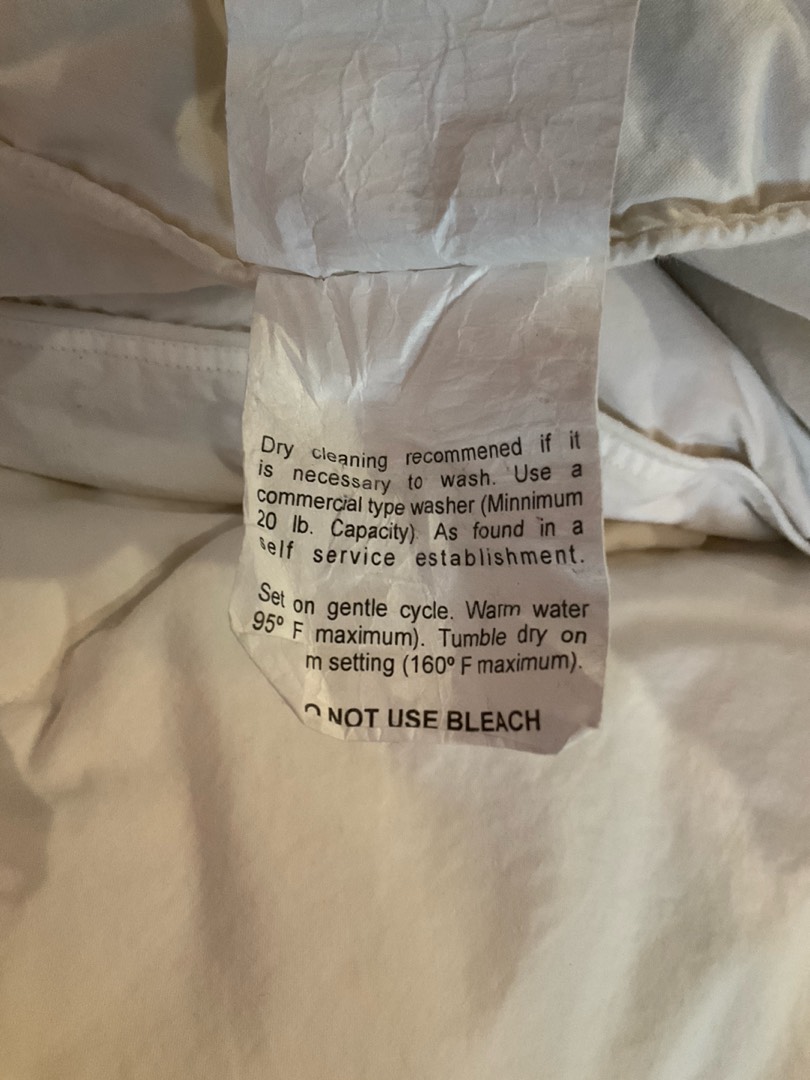 Dry cleaning recommened if it
is necessary to wash. Use a
commercial type washer (Minnimum
20 lb. Capacity). As found in a
self service establishment.
Set on gentle cycle. Warm water
95º F maximum). Tumble dry on
m setting (160º F maximum).
O NOT USE BLEACH